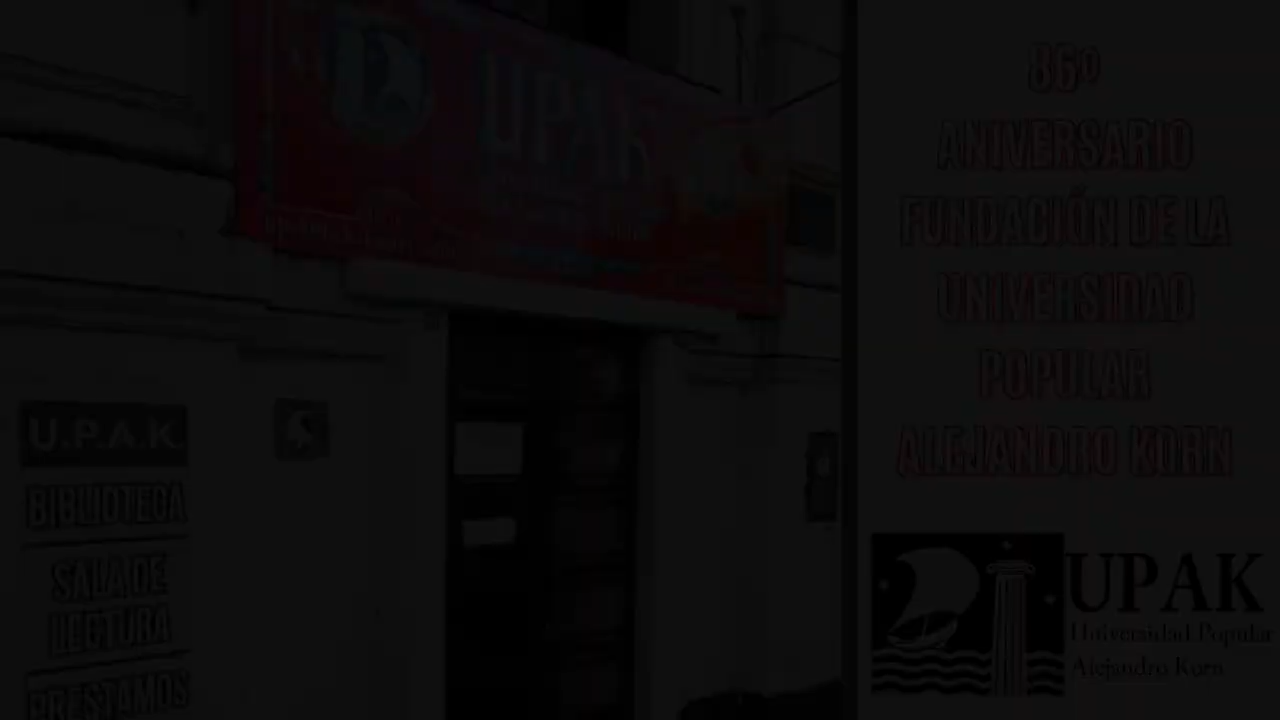 UPAK
U.P.A.K.
BIBLIOTECA
SALA DE
LECTURA
PRESTAMOS
86º
ANIVERSARIO
FUNDACIÓN DE LA
UNIVERSIDAD
POPULAR
ALEJANDRO KORN
UPAK
Universidad Popular
Alejandro Korn